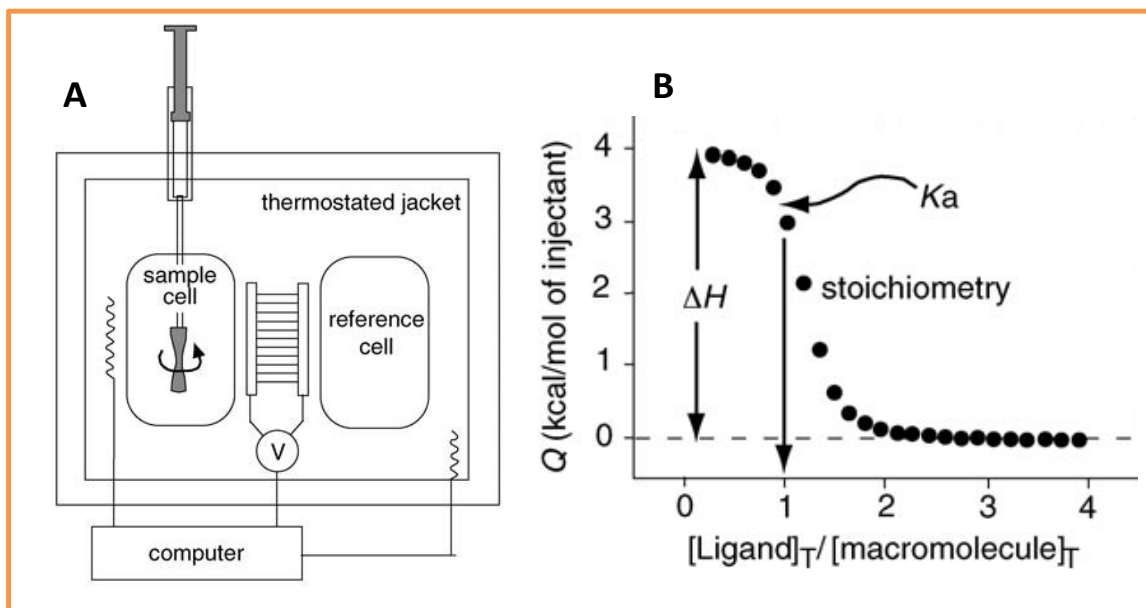 A
thermostated jacket
sample
cell
reference
cell
V
computer
B
Q (kcal/mol of injectant)
4
3
2
1
0
ΔH
Ka
stoichiometry
0 1 2 3 4
[Ligand]T/[macromolecule]T